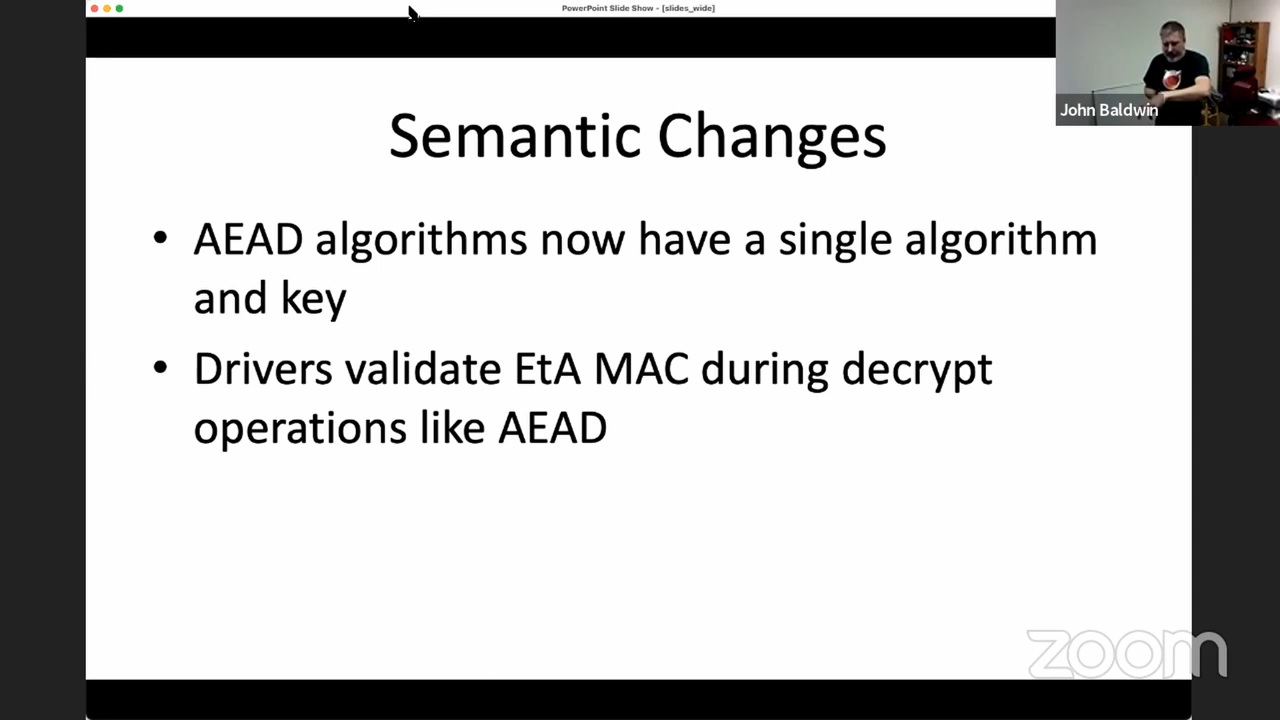 PowerPoint Slide Show - [slides_wide]
John Baldwin
Semantic Changes
• AEAD algorithms now have a single algorithm
and key
• Drivers validate EtA MAC during decrypt
operations like AEAD
zoom